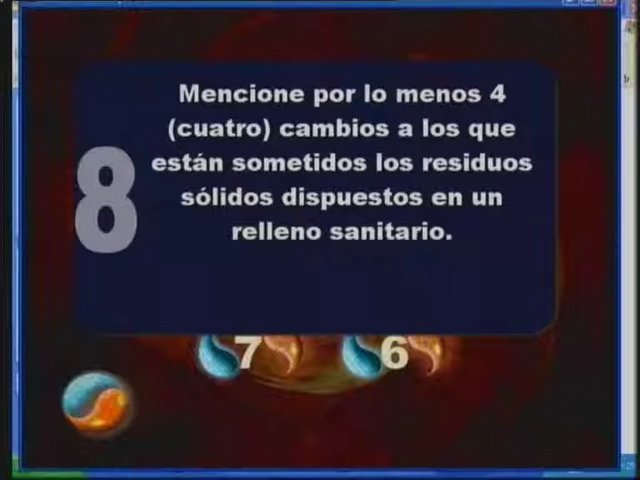 8
Mencione por lo menos 4
(cuatro) cambios a los que
están sometidos los residuos
sólidos dispuestos en un
relleno sanitario.
7 6